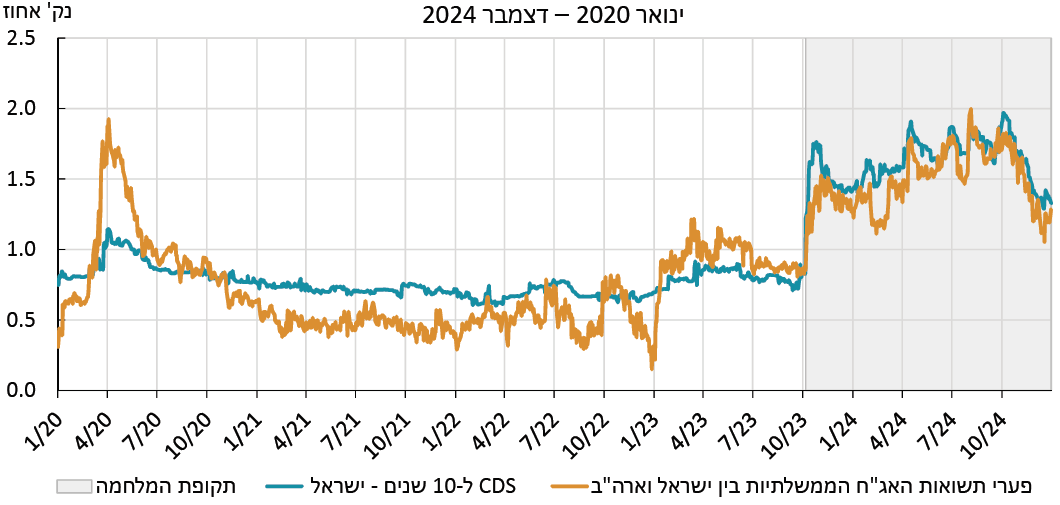 ינואר 2020 – דצמבר 2024
נק' אחוז
2.5
2.0
1.5
1.0
0.5
0.0
1/20 4/20 7/20 10/20 1/21 4/21 7/21 10/21 1/22 4/22 7/22 10/22 1/23 4/23 7/23 10/23 1/24 4/24 7/24 10/24
פערי תשואות האג"ח הממשלתיות בין ישראל וארה"ב CDS ל-10 שנים - ישראל תקופת המלחמה